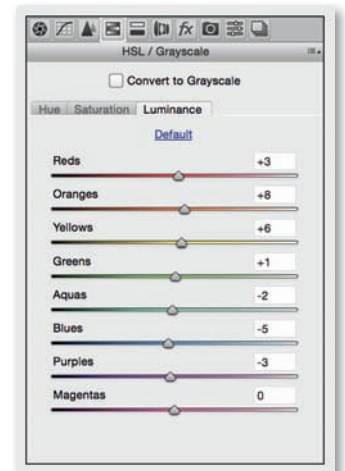 fx
HSL / Grayscale
Convert to Grayscale
Hue Saturation Luminance
Default
Reds +3
Oranges +8
Yellows +6
Greens +1
Aquas -2
Blues -5
Purples -3
Magentas 0